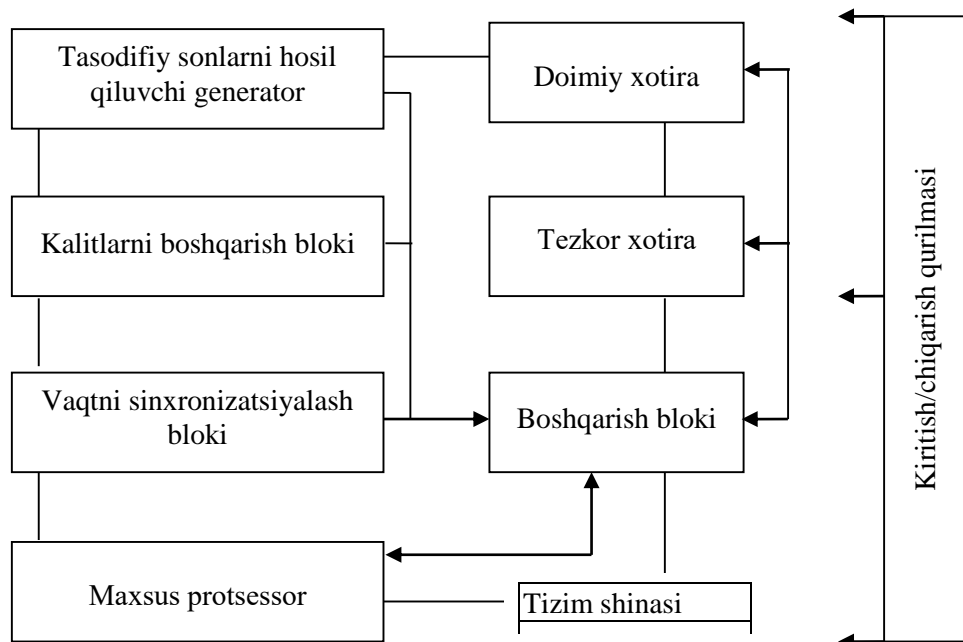 Tasodifiy sonlarni hosil
qiluvchi generator
Doimiy xotira
Kalitlarni boshqarish bloki
Tezkor xotira
Vaqtni sinxronizatsiyalash
bloki
Boshqarish bloki
Maxsus protsessor
Tizim shinasi
Kiritish/chiqarish qurilmasi